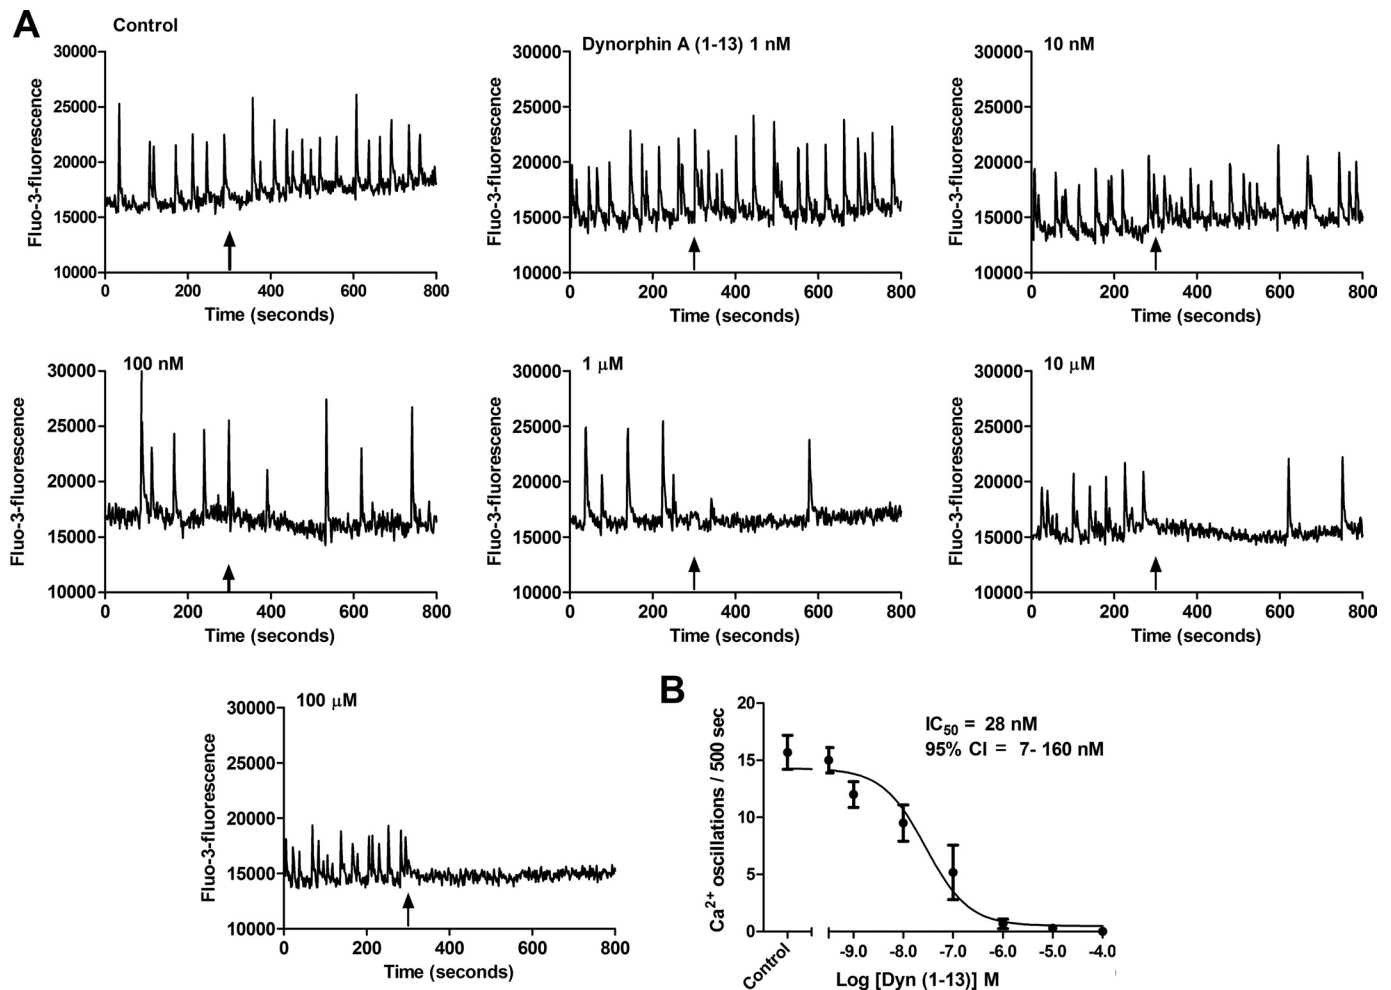 A
Control
30000
25000
20000
15000
10000
Fluo-3-fluorescence
0 200 400 600 800
Time (seconds)
Dynorphin A (1-13) 1 nM
30000
25000
20000
15000
10000
Fluo-3-fluorescence
0 200 400 600 800
Time (seconds)
10 nM
30000
25000
20000
15000
10000
Fluo-3-fluorescence
0 200 400 600 800
Time (seconds)
100 nM
30000
25000
20000
15000
10000
Fluo-3-fluorescence
0 200 400 600 800
Time (seconds)
1 μM
30000
25000
20000
15000
10000
Fluo-3-fluorescence
0 200 400 600 800
Time (seconds)
10 μM
30000
25000
20000
15000
10000
Fluo-3-fluorescence
0 200 400 600 800
Time (seconds)
100 μM
30000
25000
20000
15000
10000
Fluo-3-fluorescence
0 200 400 600 800
Time (seconds)
B
20
15
10
5
0
Ca²⁺ oscillations / 500 sec
IC₅₀ = 28 nM
95% CI = 7- 160 nM
Control -9.0 -8.0 -7.0 -6.0 -5.0 -4.0
Log [Dyn (1-13)] M